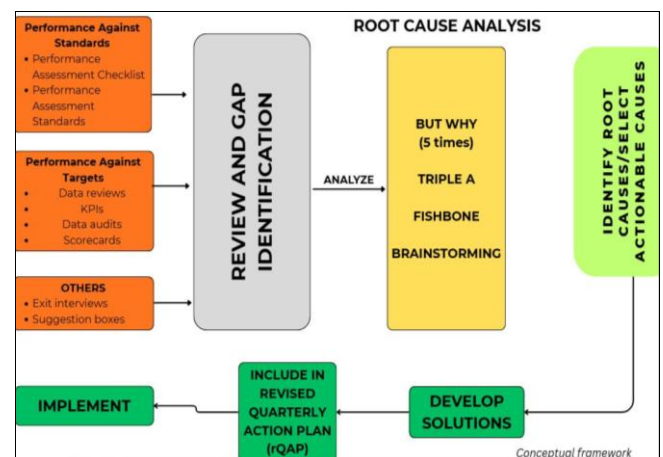 Performance Against
Standards
• Performance
Assessment Checklist
• Performance
Assessment
Standards
Performance Against
Targets
• Data reviews
• KPIs
• Data audits
• Scorecards
OTHERS
• Exit interviews
• Suggestion boxes
REVIEW AND GAP
IDENTIFICATION
ANALYZE
ROOT CAUSE ANALYSIS
BUT WHY
(5 times)
TRIPLE A
FISHBONE
BRAINSTORMING
IDENTIFY ROOT
CAUSES/SELECT
ACTIONABLE CAUSES
DEVELOP
SOLUTIONS
INCLUDE IN
REVISED
QUARTERLY
ACTION PLAN
(rQAP)
IMPLEMENT
Conceptual framework